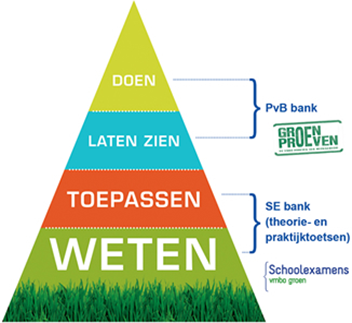 DOEN
LATEN ZIEN
TOEPASSEN
WETEN
PvB bank
GROEN
PROEVEN
SE bank
(theorie- en
praktijktoetsen)
Schoolexamens
vmbo groen